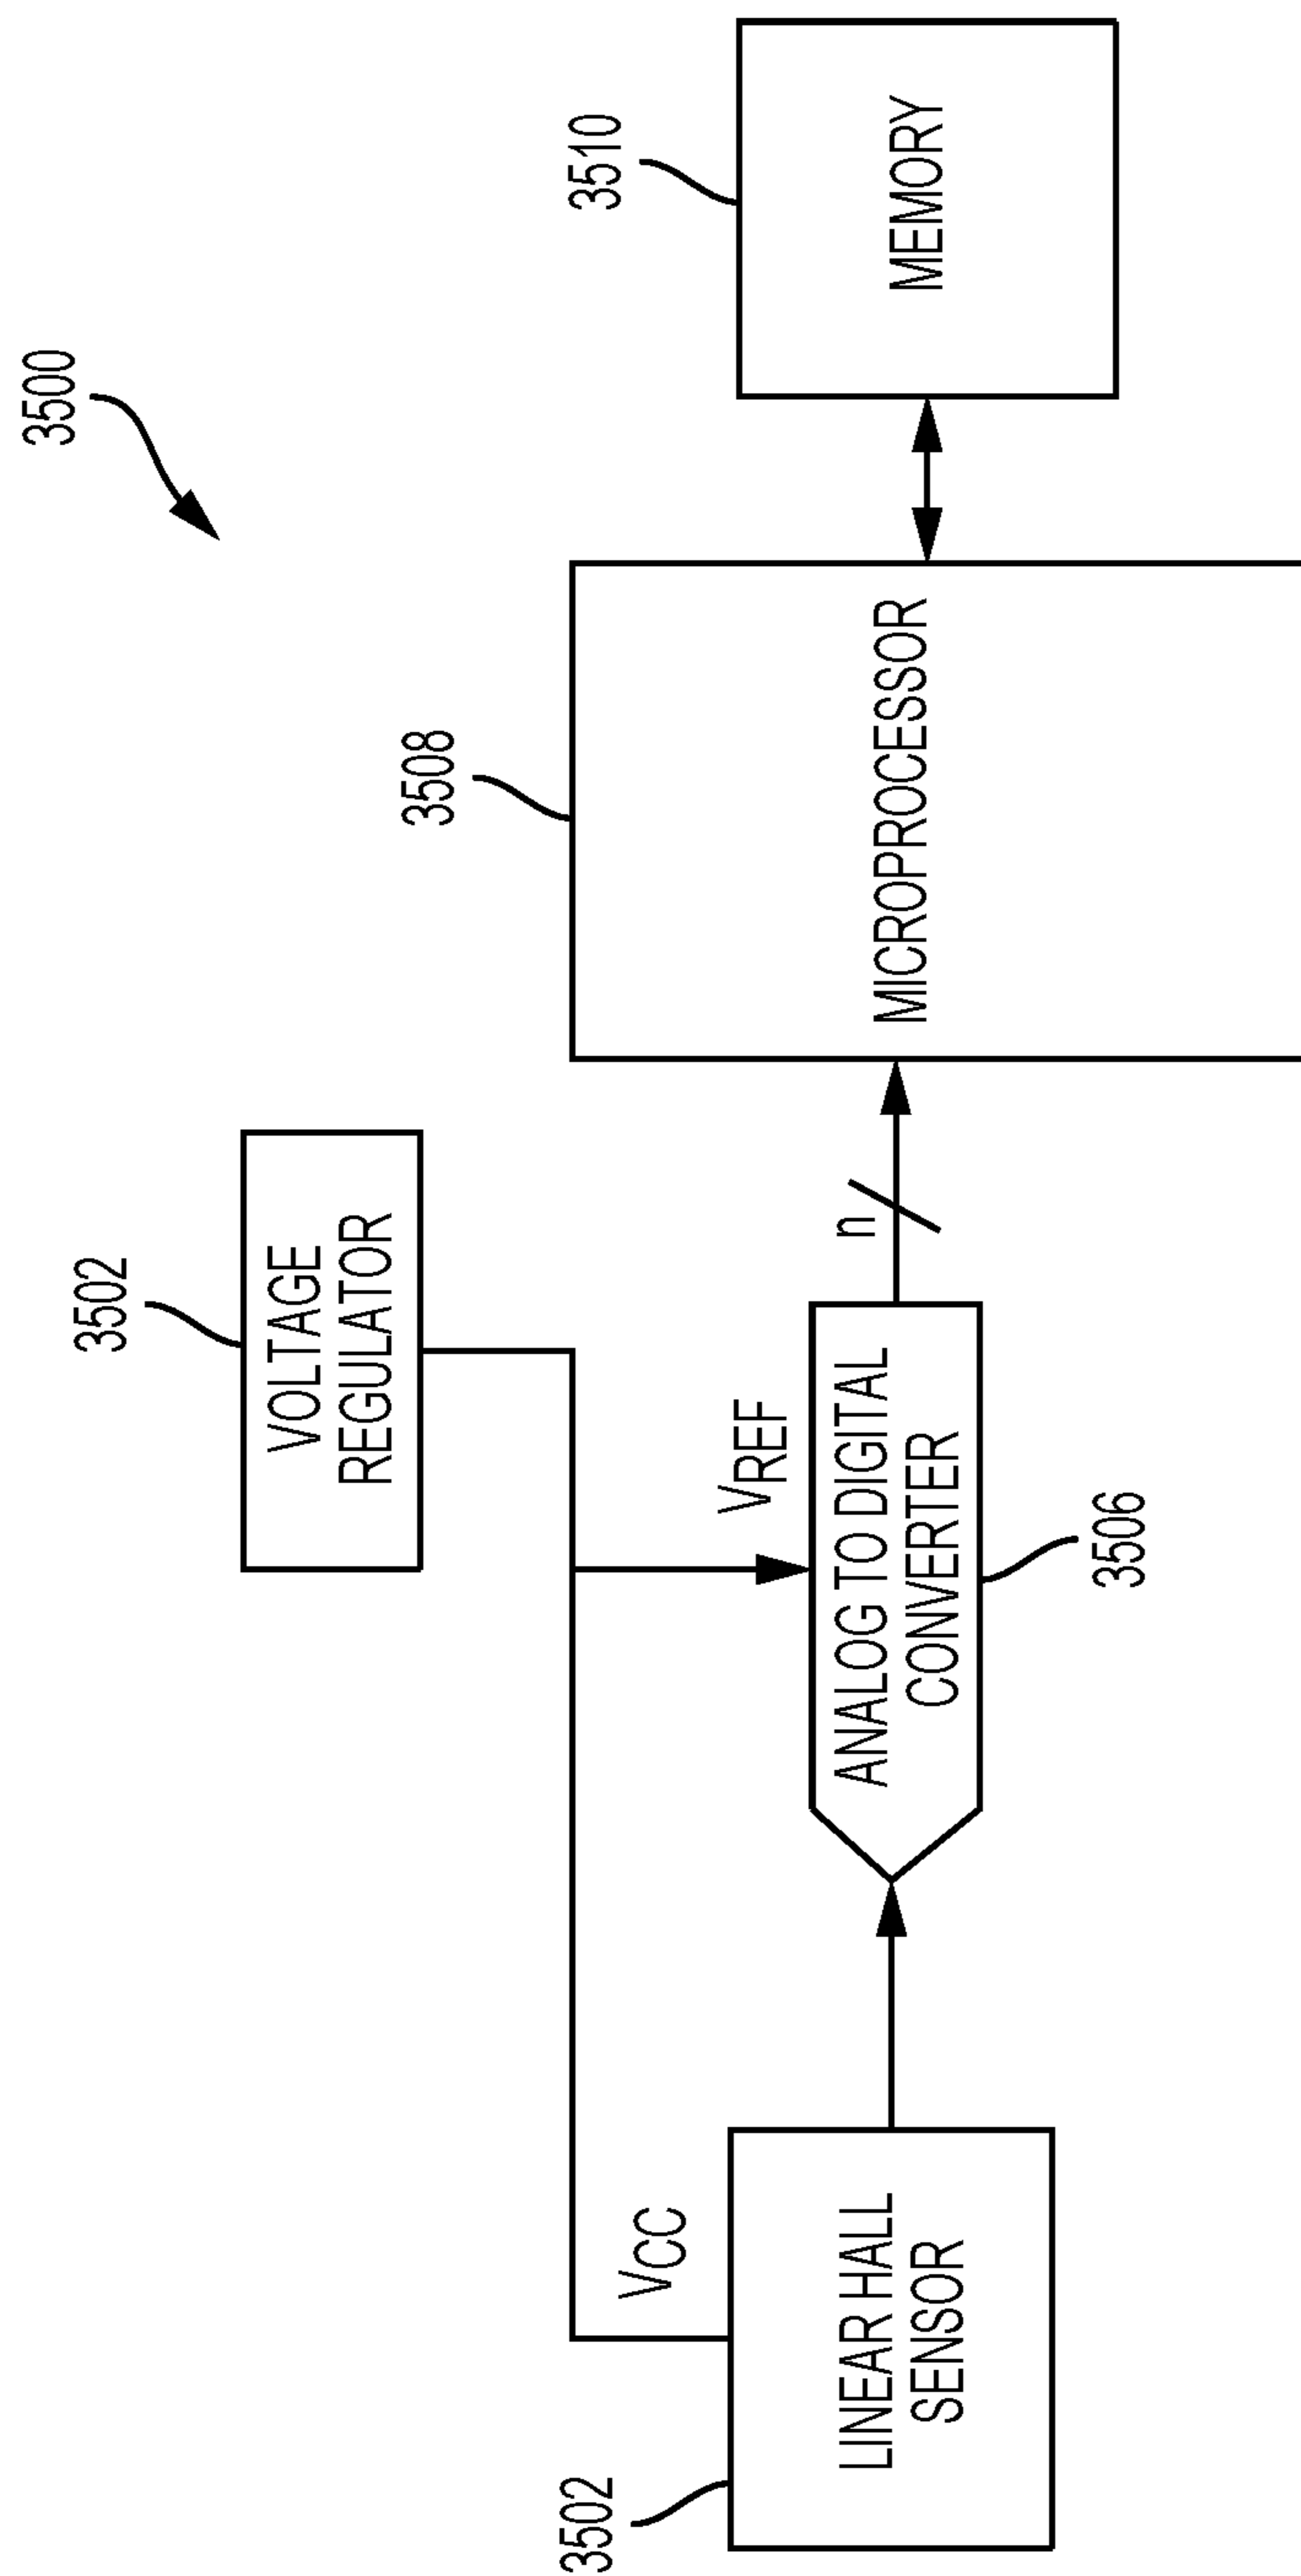 3500
3502
VOLTAGE
REGULATOR
3508
3510
3502
VCC
VREF
n
LINEAR HALL
SENSOR
ANALOG TO DIGITAL
CONVERTER
MICROPROCESSOR
MEMORY
3506